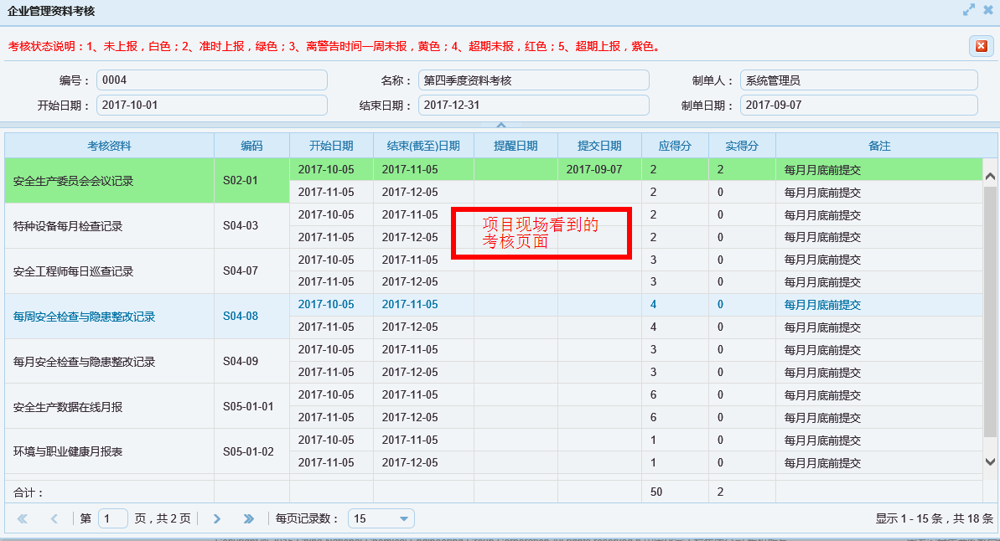 企业管理资料考核
考核状态说明：1、未上报，白色；2、准时上报，绿色；3、离警告时间一周未报，黄色；4、超期未报，红色；5、超期上报，紫色。
编号： 0004 名称： 第四季度资料考核 制单人： 系统管理员
开始日期： 2017-10-01 结束日期： 2017-12-31 制单日期： 2017-09-07
考核资料 编码 开始日期 结束(截至)日期 提醒日期 提交日期 应得分 实得分 备注
安全生产委员会会议记录 S02-01 2017-10-05 2017-11-05 2017-09-07 2 2 每月月底前提交
2017-11-05 2017-12-05 2 0 每月月底前提交
特种设备每月检查记录 S04-03 2017-10-05 2017-11-05 2 0 每月月底前提交
2017-11-05 2017-12-05 2 0 每月月底前提交
项目现场看到的
考核页面
安全工程师每日巡查记录 S04-07 2017-10-05 2017-11-05 3 0 每月月底前提交
2017-11-05 2017-12-05 3 0 每月月底前提交
每周安全检查与隐患整改记录 S04-08 2017-10-05 2017-11-05 4 0 每月月底前提交
2017-11-05 2017-12-05 4 0 每月月底前提交
每月安全检查与隐患整改记录 S04-09 2017-10-05 2017-11-05 3 0 每月月底前提交
2017-11-05 2017-12-05 3 0 每月月底前提交
安全生产数据在线月报 S05-01-01 2017-10-05 2017-11-05 6 0 每月月底前提交
2017-11-05 2017-12-05 6 0 每月月底前提交
环境与职业健康月报表 S05-01-02 2017-10-05 2017-11-05 1 0 每月月底前提交
2017-11-05 2017-12-05 1 0 每月月底前提交
合计： 50 2
第 1 页，共 2 页 每页记录数： 15 显示 1 - 15 条，共 18 条